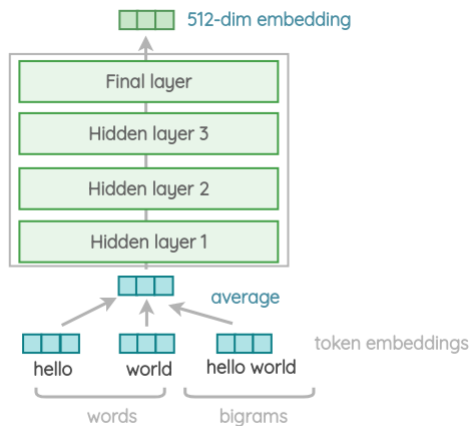 512-dim embedding
Final layer
Hidden layer 3
Hidden layer 2
Hidden layer 1
average
token embeddings
hello world hello world
words bigrams